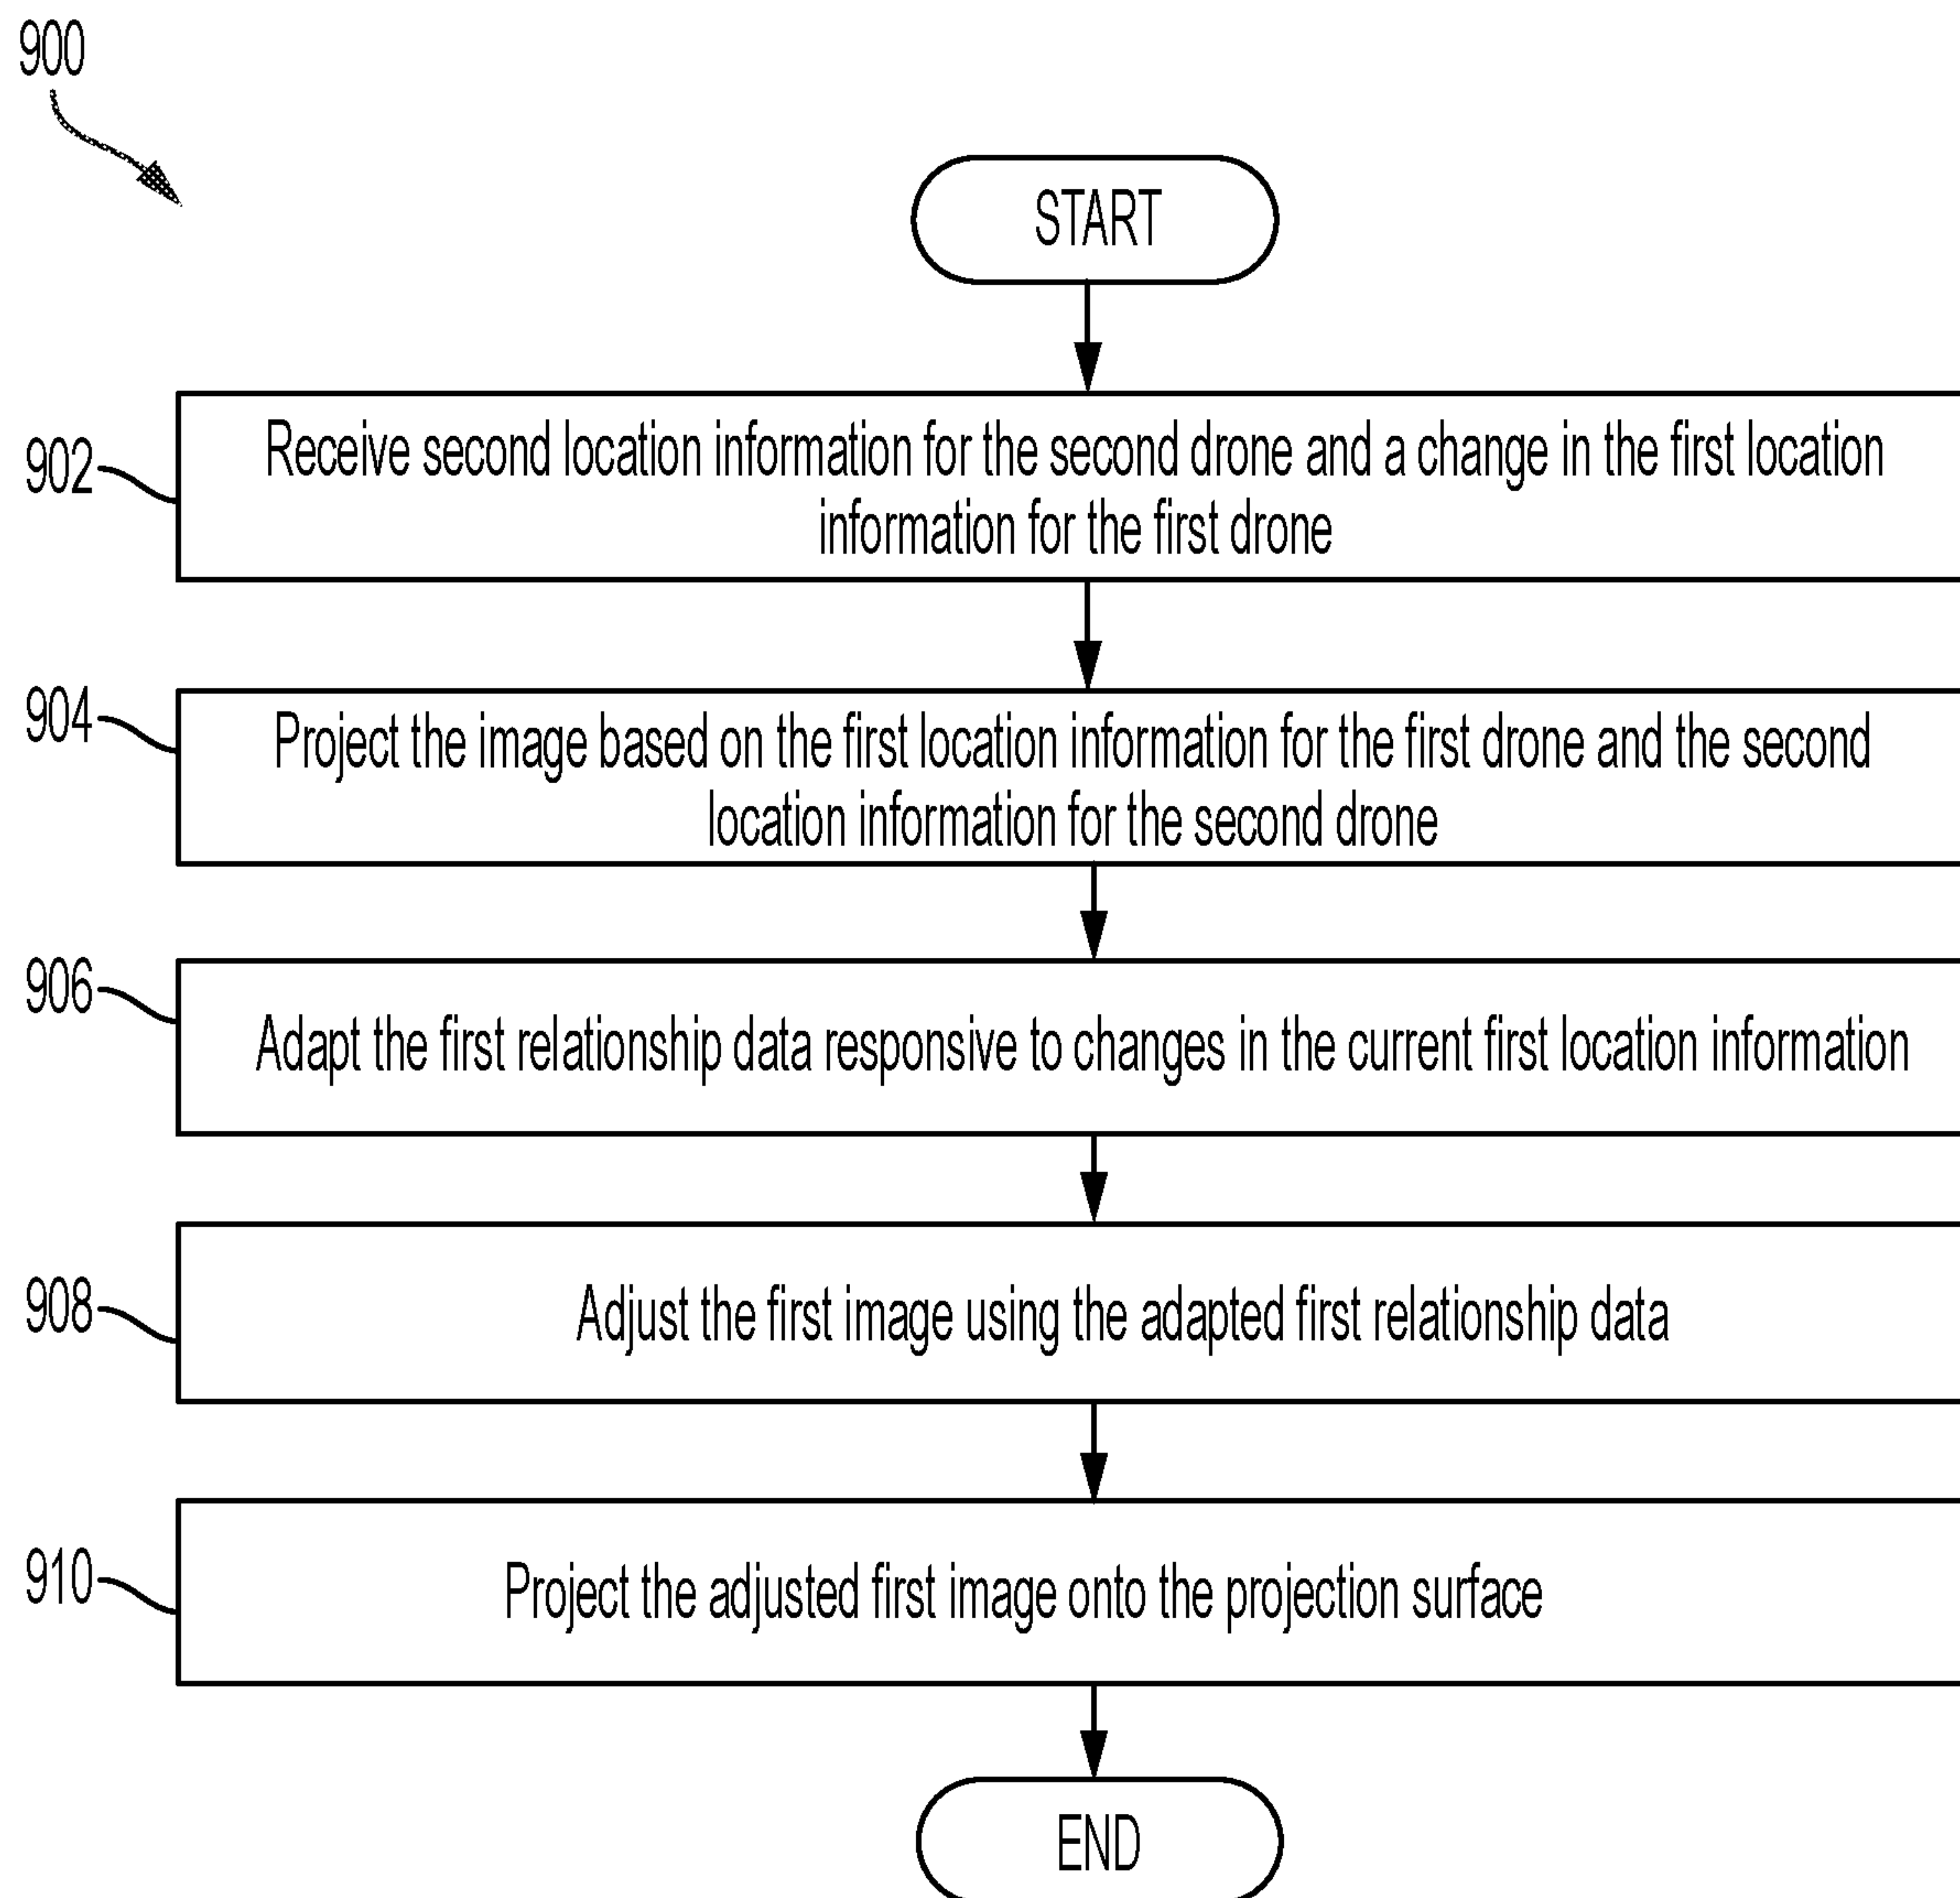 900
START
902
Receive second location information for the second drone and a change in the first location
information for the first drone
904
Project the image based on the first location information for the first drone and the second
location information for the second drone
906
Adapt the first relationship data responsive to changes in the current first location information
908
Adjust the first image using the adapted first relationship data
910
Project the adjusted first image onto the projection surface
END